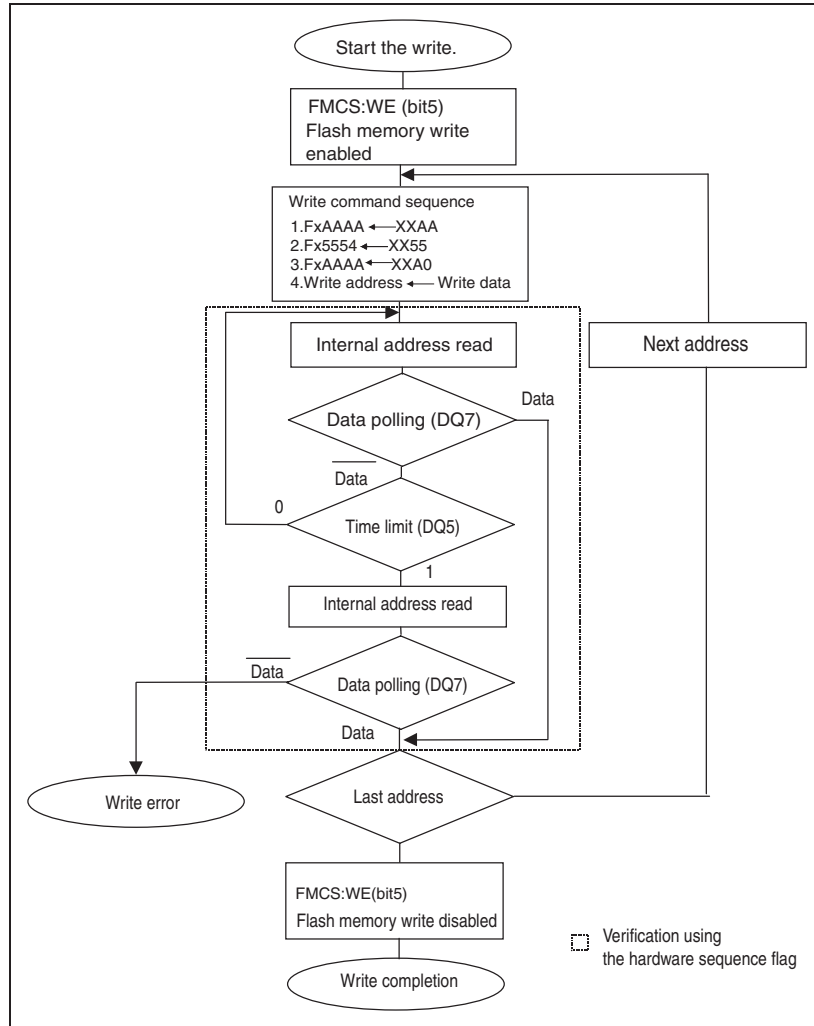 Start the write.
FMCS:WE (bit5)
Flash memory write
enabled
Write command sequence
1.FxAAAA ← XXAA
2.Fx5554 ← XX55
3.FxAAAA ← XXA0
4.Write address ← Write data
Internal address read
Next address
Data
Data polling (DQ7)
D̅a̅t̅a̅
0
Time limit (DQ5)
1
Internal address read
D̅a̅t̅a̅
Data polling (DQ7)
Data
Write error
Last address
FMCS:WE(bit5)
Flash memory write disabled
Verification using
the hardware sequence flag
Write completion